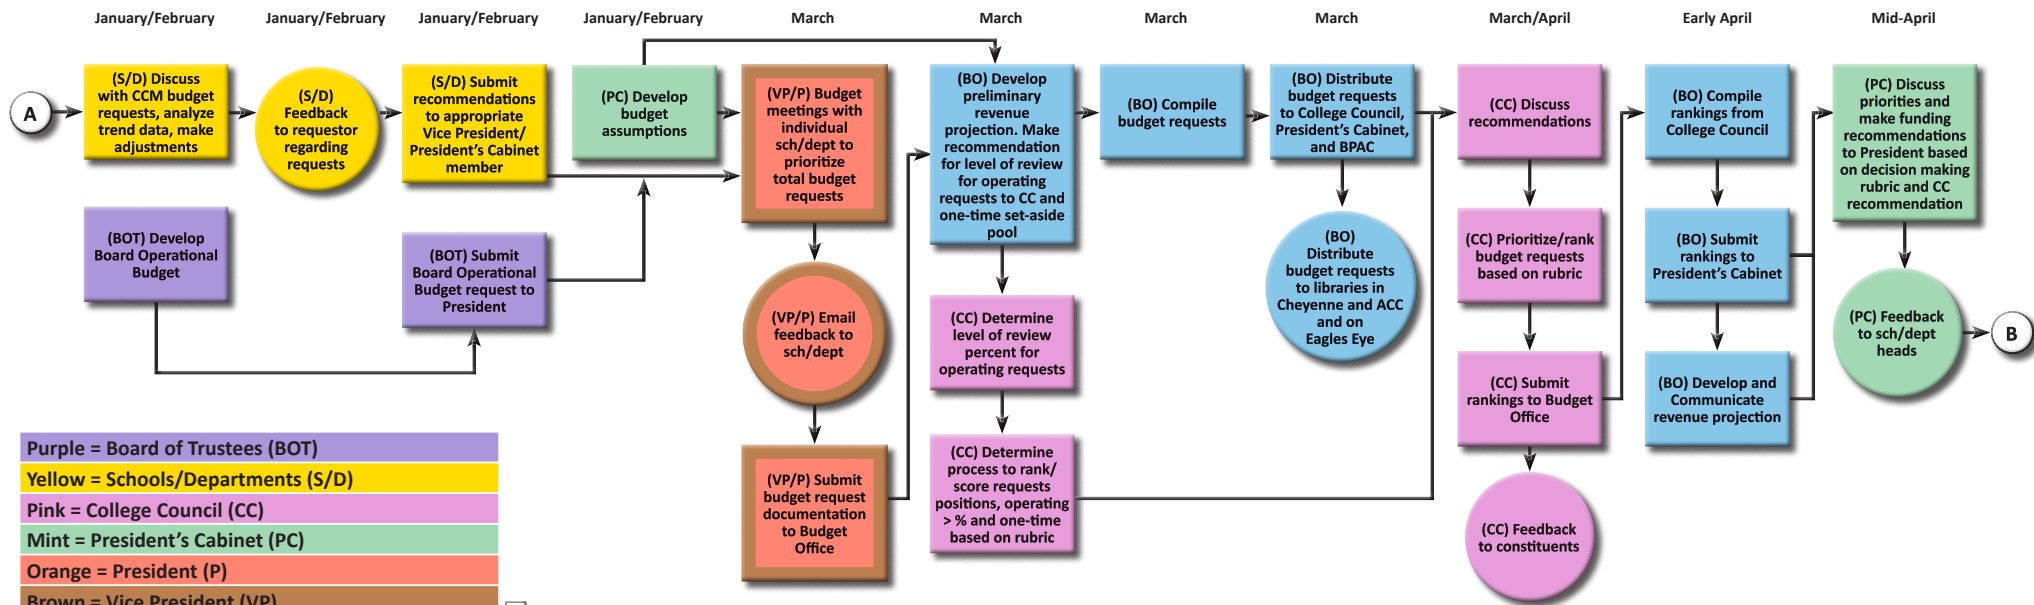 January/February
January/February
January/February
January/February
March
March
March
March
March/April
Early April
Mid-April
A
(S/D) Discuss
with CCM budget
requests, analyze
trend data, make
adjustments
(S/D)
Feedback
to requestor
regarding
requests
(S/D) Submit
recommendations
to appropriate
Vice President/
President's Cabinet
member
(PC) Develop
budget
assumptions
(VP/P) Budget
meetings with
individual
sch/dept to
prioritize
total budget
requests
(BO) Develop
preliminary
revenue
projection. Make
recommendation
for level of review
for operating
requests to CC and
one-time set-aside
pool
(BO) Compile
budget requests
(BO) Distribute
budget requests
to College Council,
President's Cabinet,
and BPAC
(CC) Discuss
recommendations
(BO) Compile
rankings from
College Council
(PC) Discuss
priorities and
make funding
recommendations
to President based
on decision making
rubric and CC
recommendation
(BOT) Develop
Board Operational
Budget
(BOT) Submit
Board Operational
Budget request to
President
(VP/P) Email
feedback to
sch/dept
(CC) Determine
level of review
percent for
operating requests
(BO)
Distribute
budget requests
to libraries in
Cheyenne and ACC
and on
Eagles Eye
(CC) Prioritize/rank
budget requests
based on rubric
(BO) Submit
rankings to
President's Cabinet
(PC) Feedback
to sch/dept
heads
B
(VP/P) Submit
budget request
documentation
to Budget
Office
(CC) Determine
process to rank/
score requests
positions, operating
> % and one-time
based on rubric
(CC) Submit
rankings to Budget
Office
(BO) Develop and
Communicate
revenue projection
(CC) Feedback
to constituents
Purple = Board of Trustees (BOT)
Yellow = Schools/Departments (S/D)
Pink = College Council (CC)
Mint = President's Cabinet (PC)
Orange = President (P)
Brown = Vice President (VP)